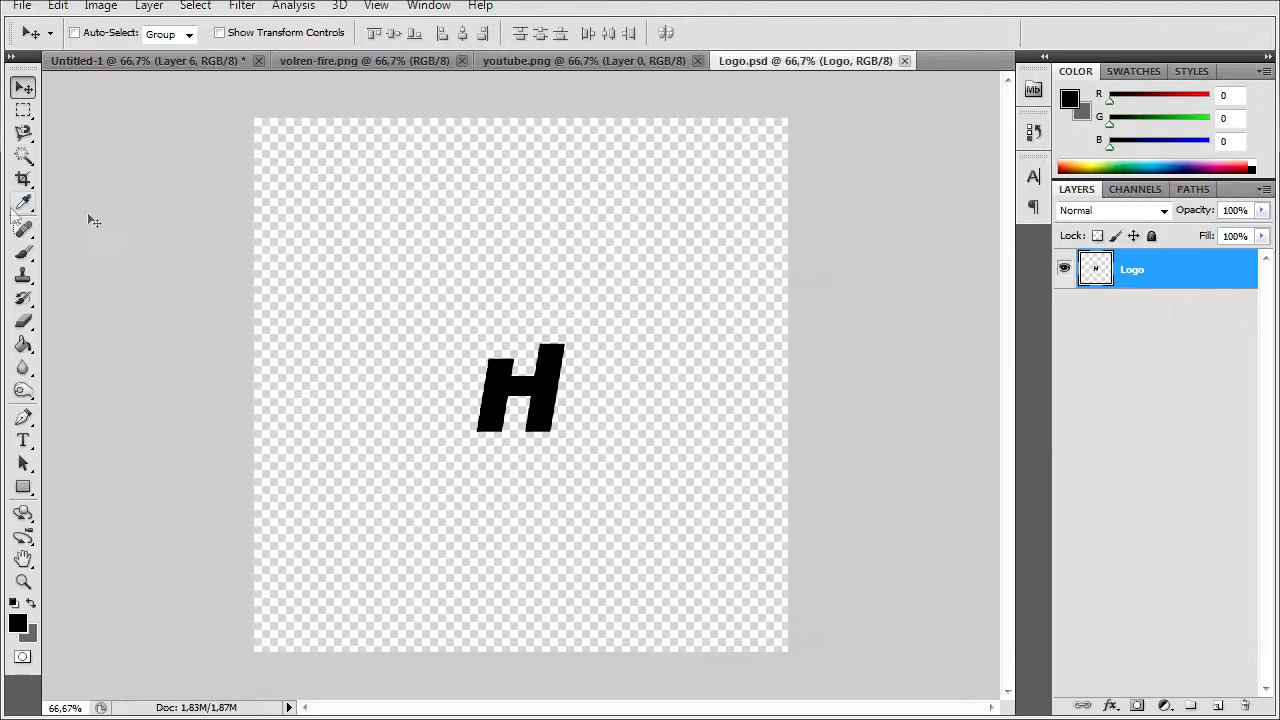 File Edit Image Layer Select Filter Analysis 3D View Window Help
Auto-Select: Group Show Transform Controls
Untitled-1 @ 66,7% (Layer 6, RGB/8) * volrem fire.png @ 66,7% (RGB/8) youtube.png @ 66,7% (Layer 0, RGB/8) Logo.psd @ 66,7% (Logo, RGB/8)
COLOR SWATCHES STYLES
Mb
R 0
G 0
B 0
A
LAYERS CHANNELS PATHS
Normal Opacity: 100%
Lock: Fill: 100%
Logo
H
T
66,67% Doc: 1,83M/1,87M
fx